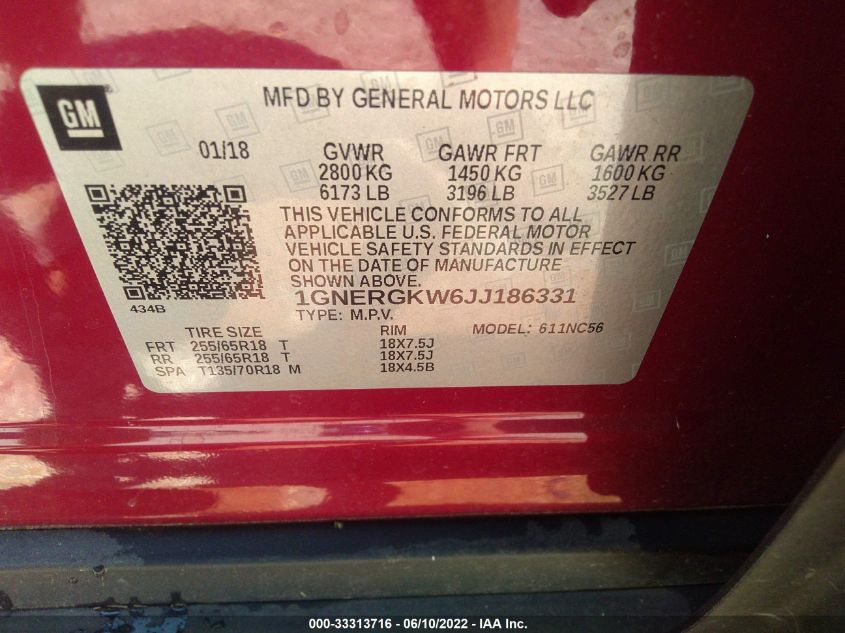 GM
MFD BY GENERAL MOTORS LLC
01/18 GVWR GAWR FRT GAWR RR
2800 KG 1450 KG 1600 KG
6173 LB 3196 LB 3527 LB
THIS VEHICLE CONFORMS TO ALL
APPLICABLE U.S. FEDERAL MOTOR
VEHICLE SAFETY STANDARDS IN EFFECT
ON THE DATE OF MANUFACTURE
SHOWN ABOVE.
434B
1GNERGKW6JJ186331
TYPE: M.P.V. MODEL: 611NC56
TIRE SIZE RIM
FRT 255/65R18 T 18X7.5J
RR 255/65R18 T 18X7.5J
SPA T135/70R18 M 18X4.5B
000-33313716 - 06/10/2022 - IAA Inc.